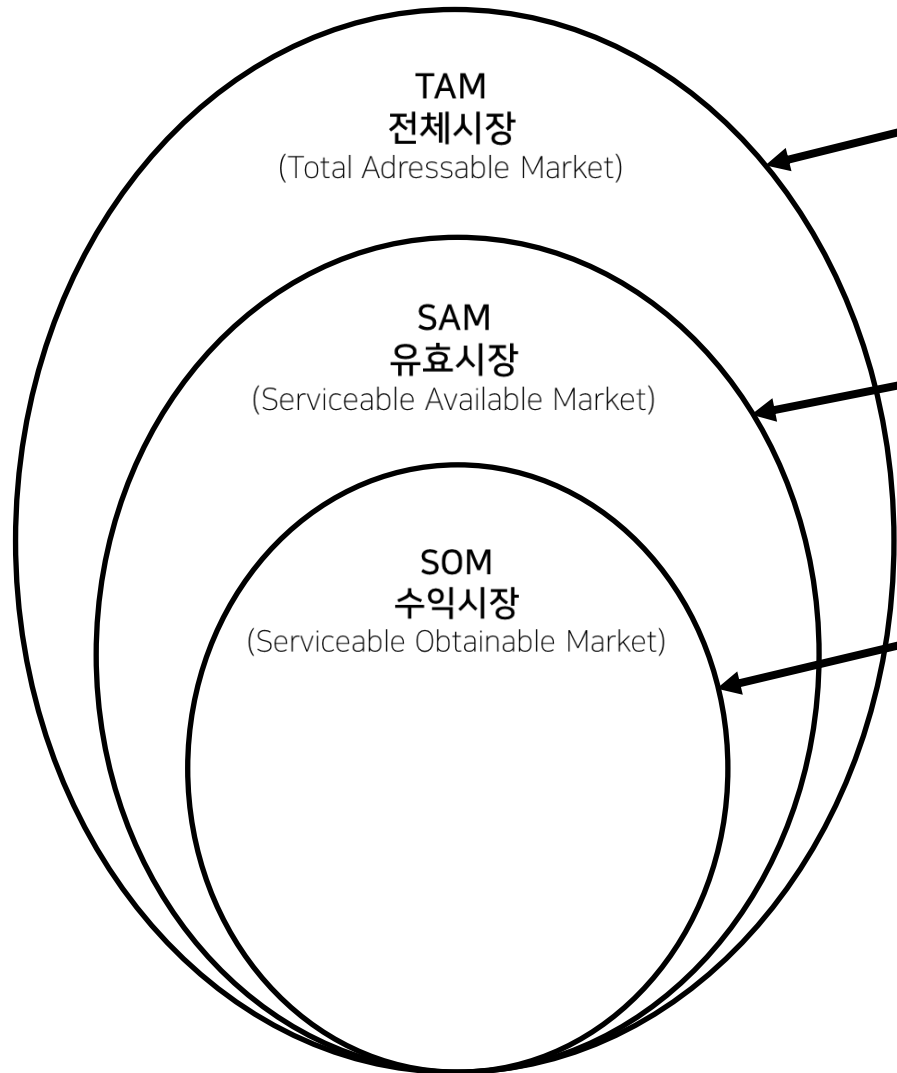 TAM
전체시장
(Total Adressable Market)
SAM
유효시장
(Serviceable Available Market)
SOM
수익시장
(Serviceable Obtainable Market)